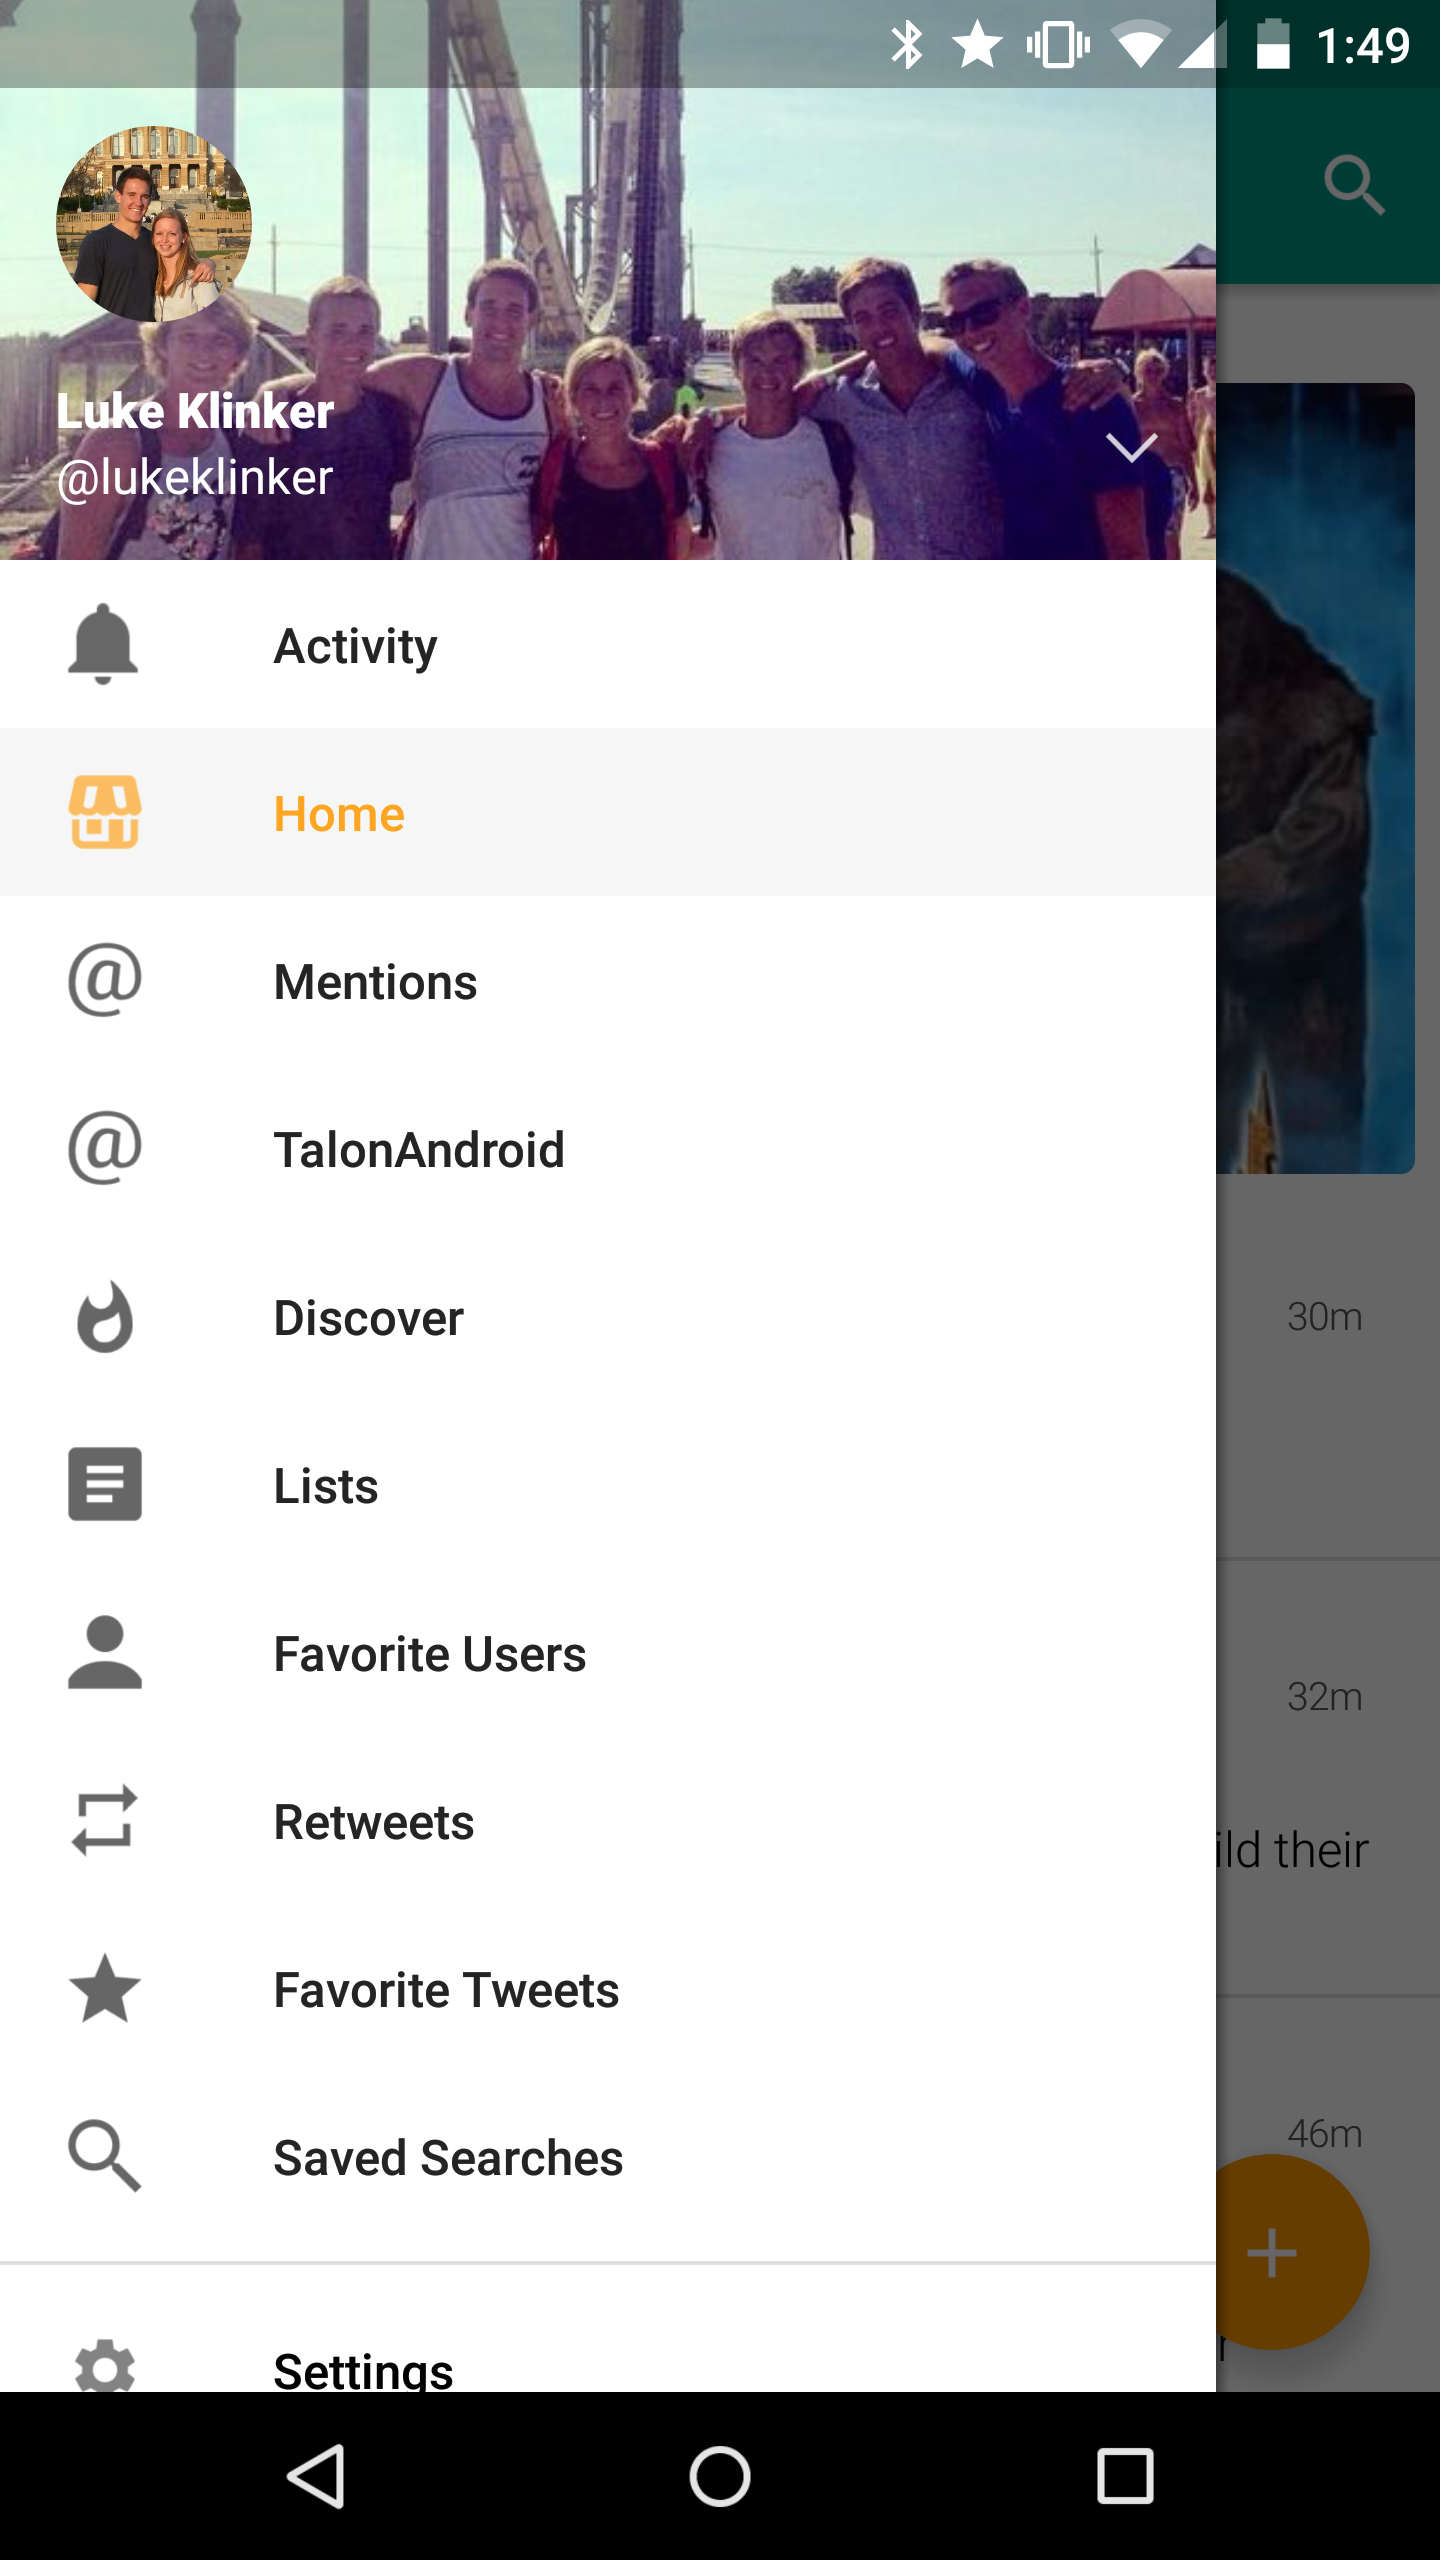 1:49
Luke Klinker
@lukeklinker
Activity
Home
@ Mentions
@ TalonAndroid
Discover
30m
Lists
Favorite Users
32m
Retweets
ild their
Favorite Tweets
46m
Saved Searches
Settings